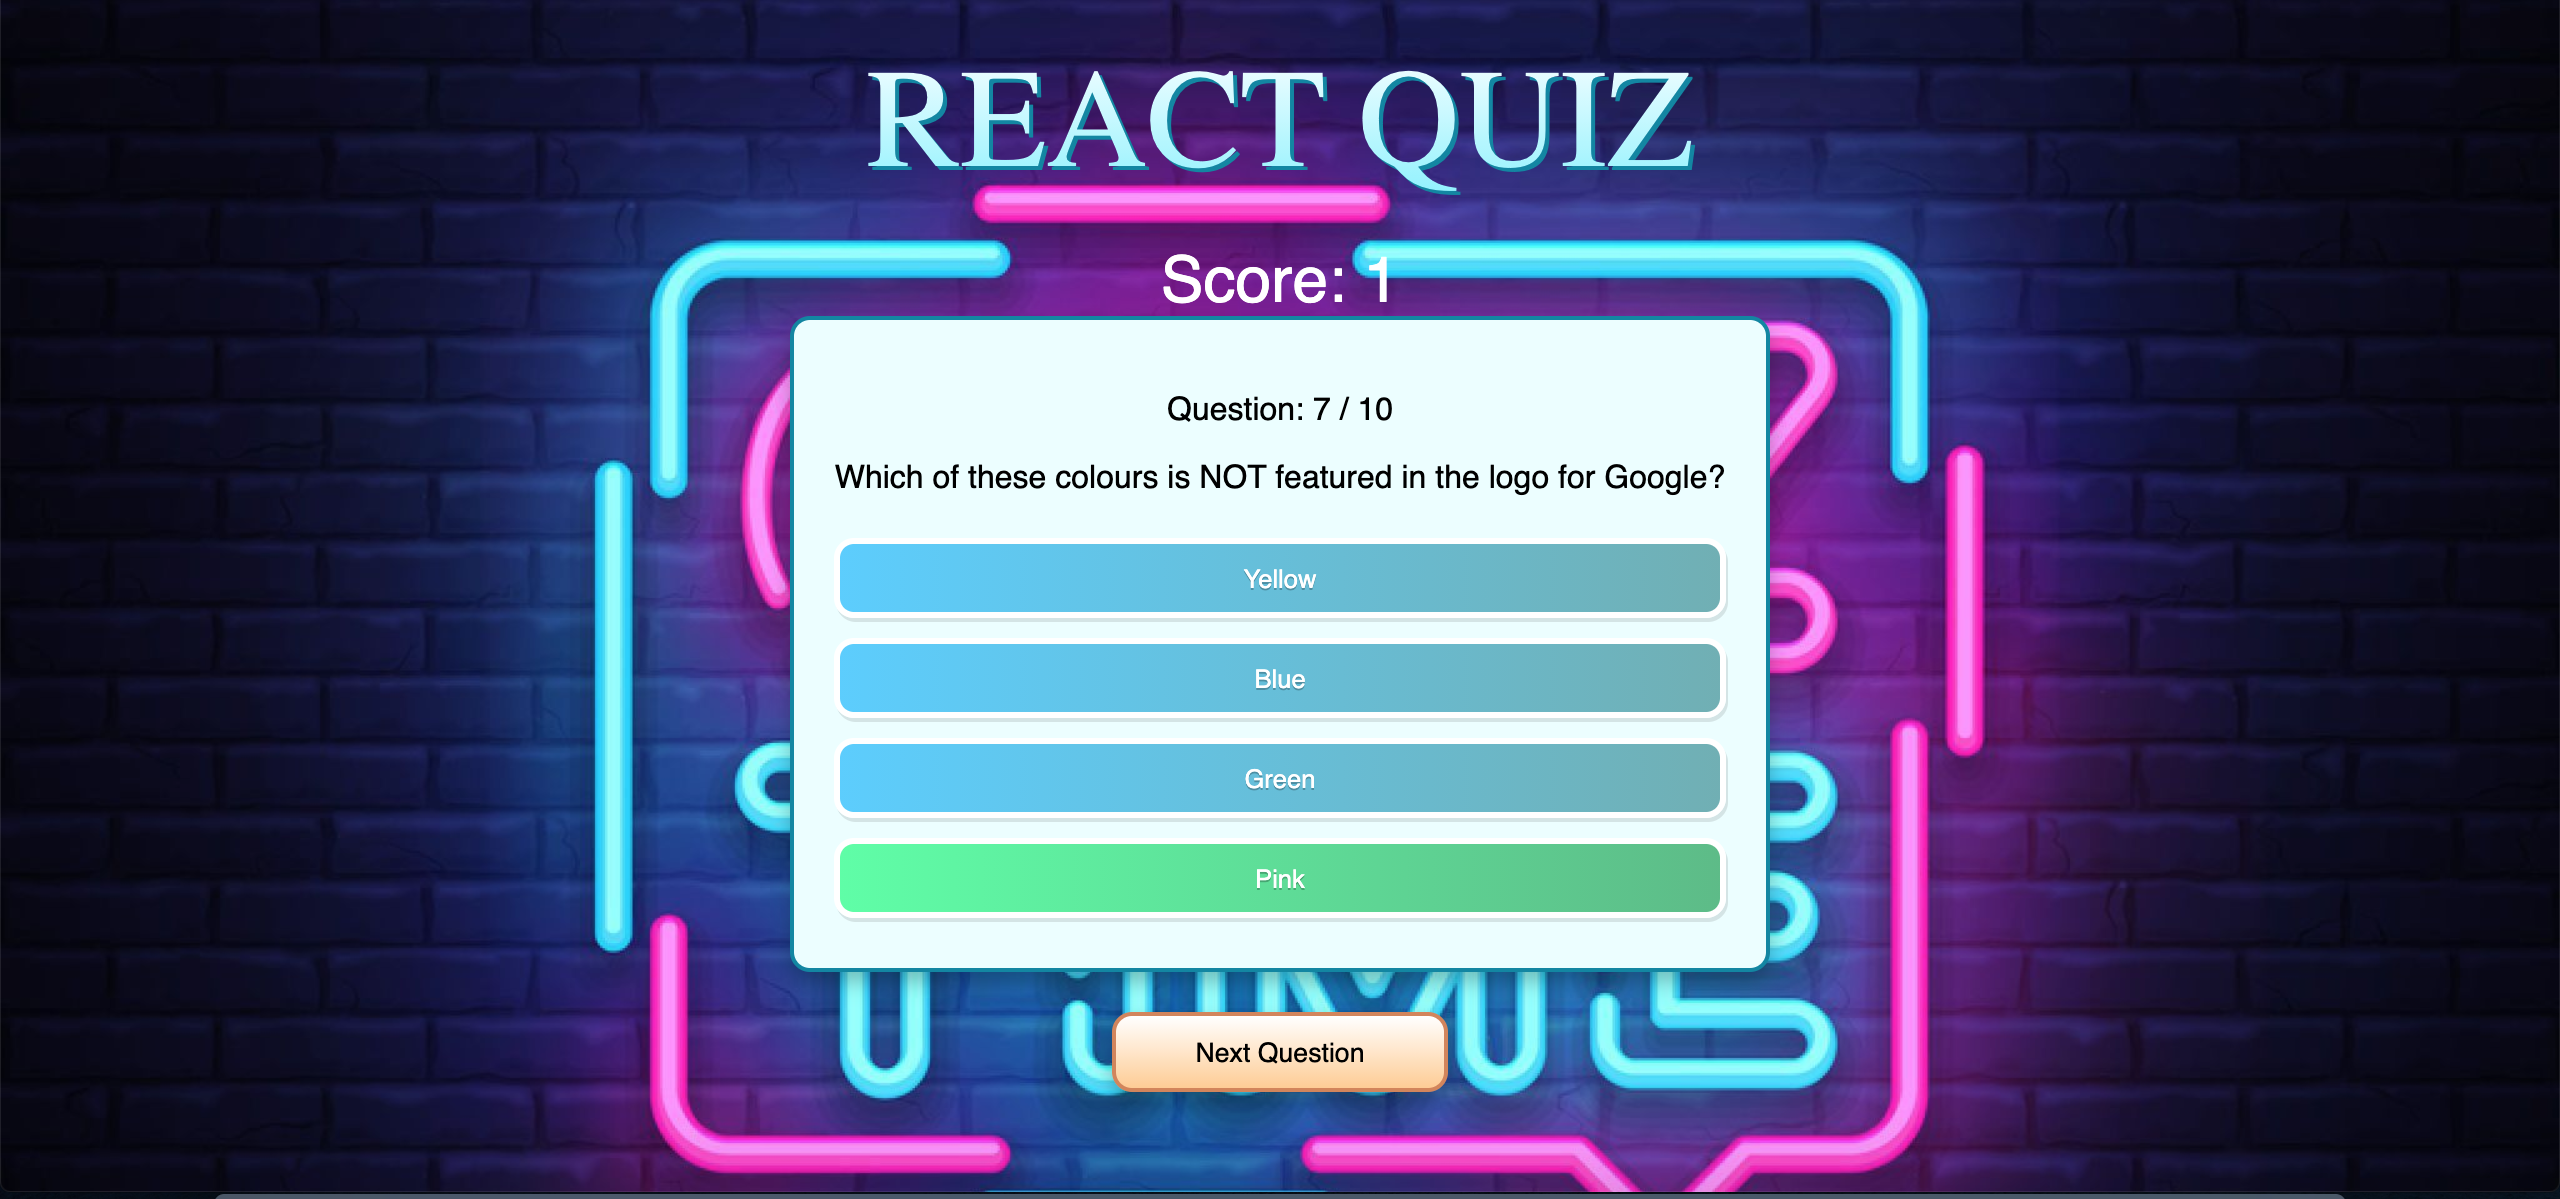 REACT QUIZ
Score: 1
Question: 7 / 10
Which of these colours is NOT featured in the logo for Google?
Yellow
Blue
Green
Pink
Next Question